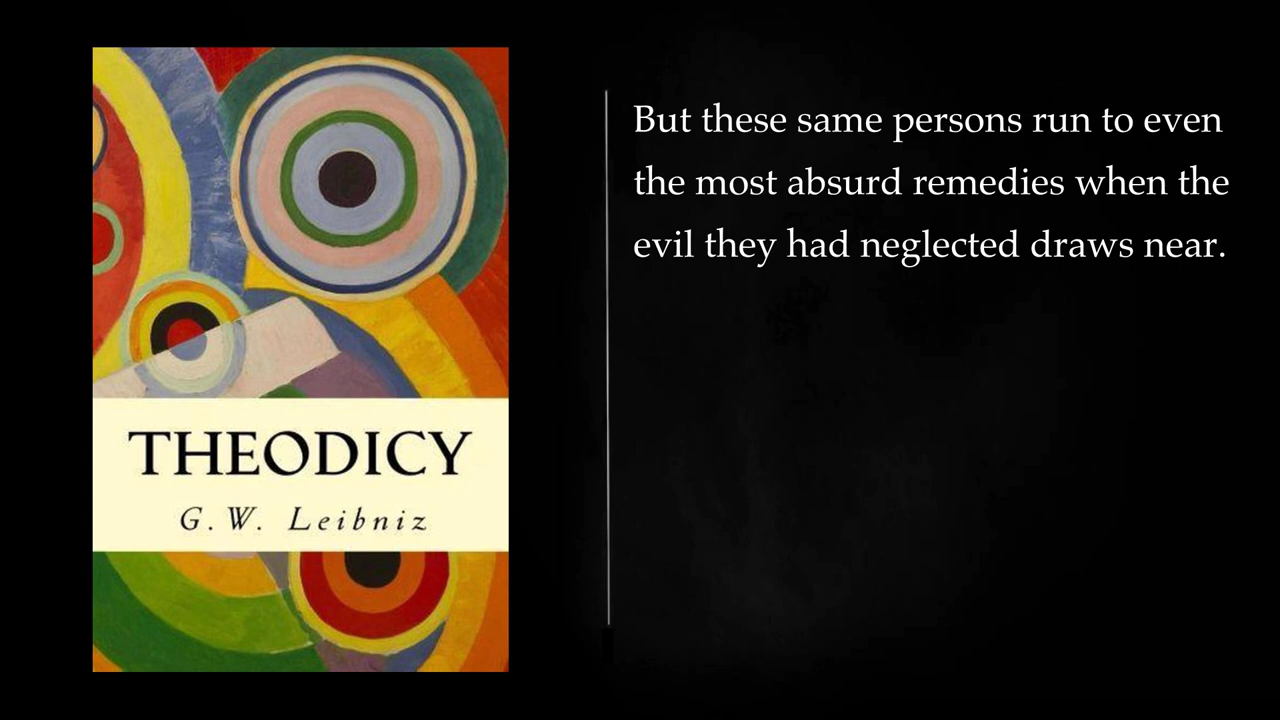 THEODICY
G. W. Leibniz
But these same persons run to even
the most absurd remedies when the
evil they had neglected draws near.